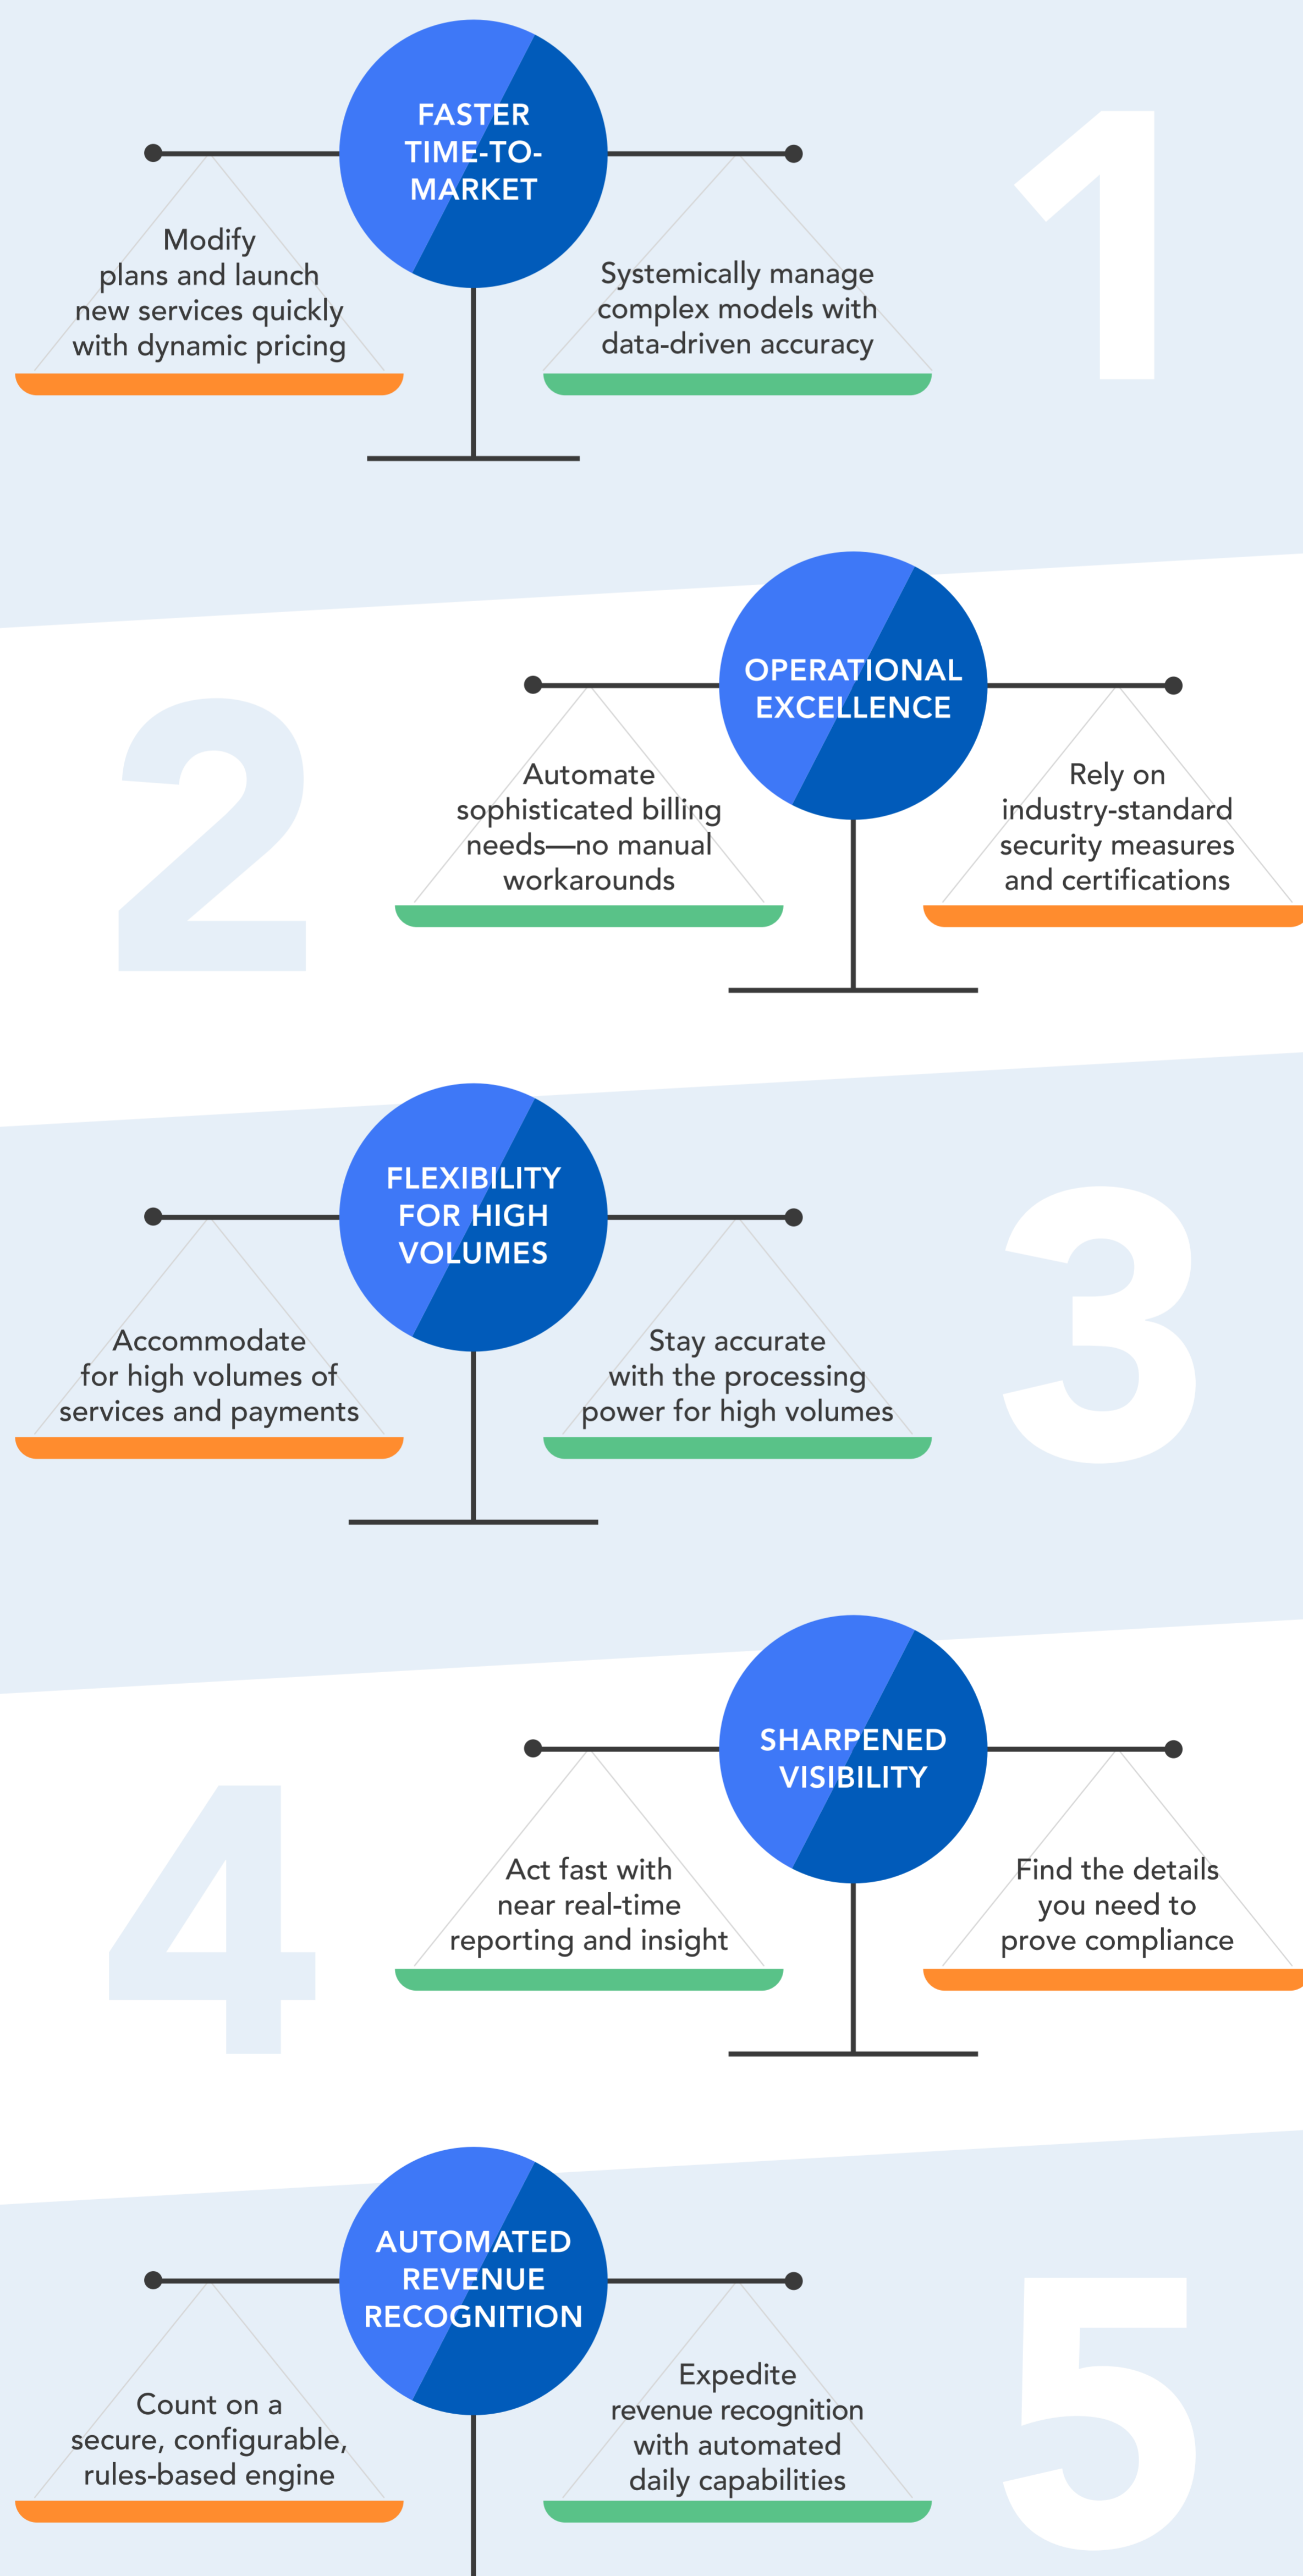 1
FASTER
TIME-TO-
MARKET
Modify
plans and launch
new services quickly
with dynamic pricing
Systemically manage
complex models with
data-driven accuracy
2
OPERATIONAL
EXCELLENCE
Automate
sophisticated billing
needs—no manual
workarounds
Rely on
industry-standard
security measures
and certifications
3
FLEXIBILITY
FOR HIGH
VOLUMES
Accommodate
for high volumes of
services and payments
Stay accurate
with the processing
power for high volumes
4
SHARPENED
VISIBILITY
Act fast with
near real-time
reporting and insight
Find the details
you need to
prove compliance
5
AUTOMATED
REVENUE
RECOGNITION
Count on a
secure, configurable,
rules-based engine
Expedite
revenue recognition
with automated
daily capabilities